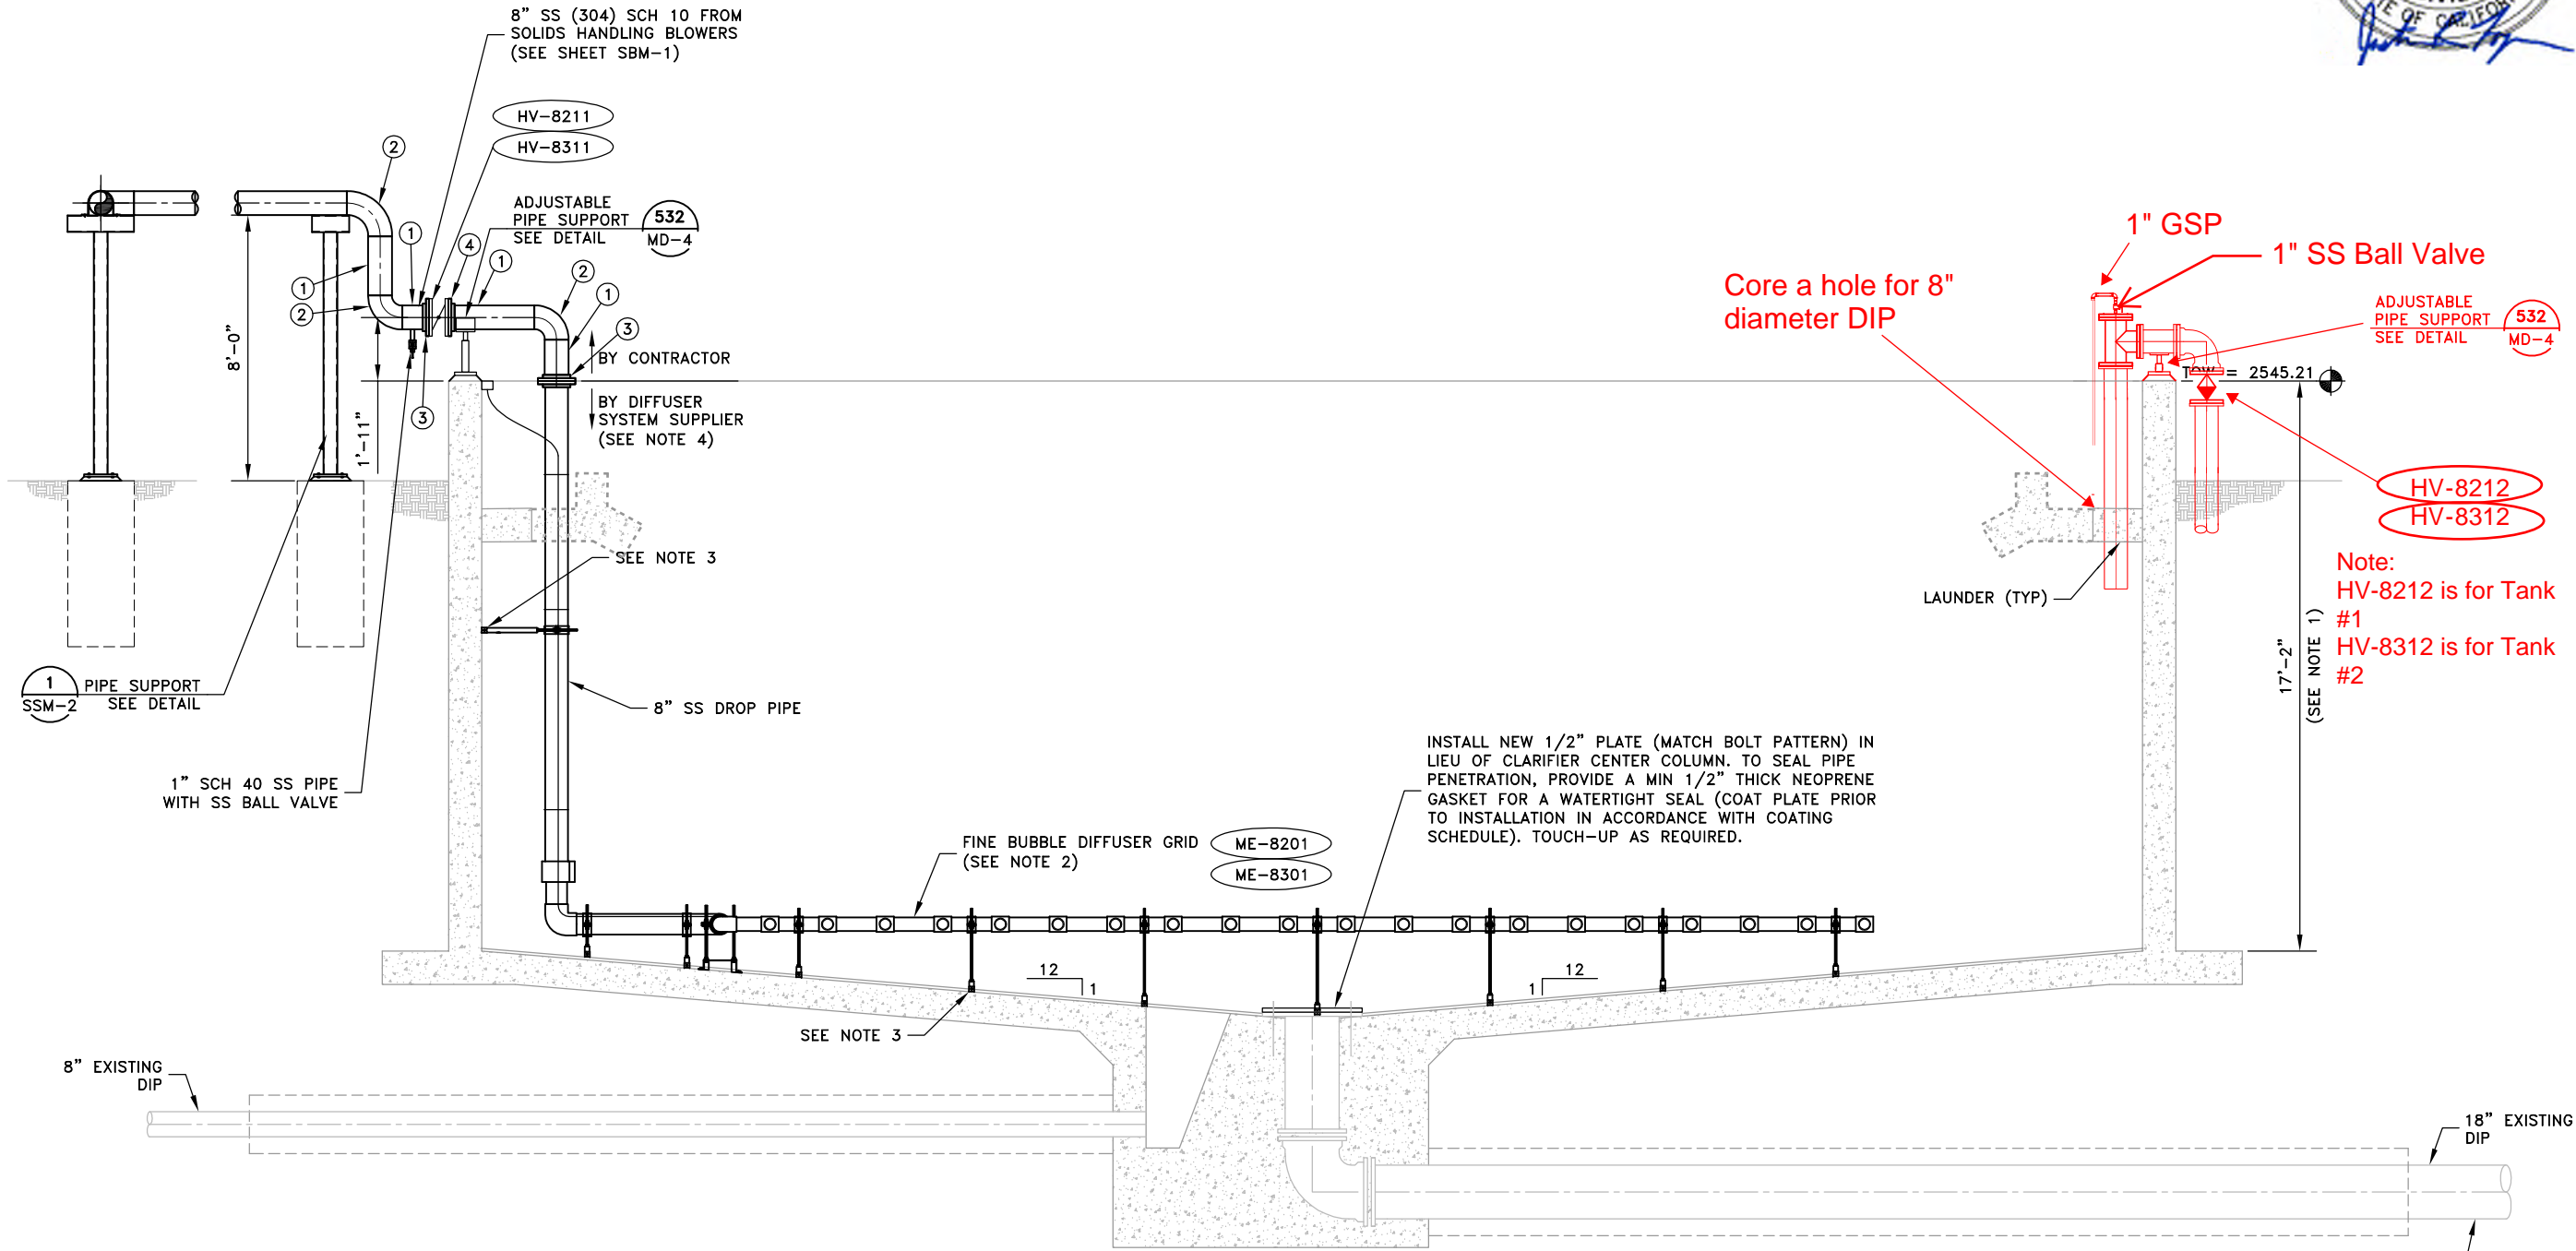 TE OF CALIFOR
8" SS (304) SCH 10 FROM
SOLIDS HANDLING BLOWERS
(SEE SHEET SBM-1)
HV-8211
HV-8311
2
ADJUSTABLE
PIPE SUPPORT
SEE DETAIL
532
MD-4
1
4
1
2
1
1
2
3
3
8'-0"
1'-11"
BY CONTRACTOR
BY DIFFUSER
SYSTEM SUPPLIER
(SEE NOTE 4)
1" GSP
1" SS Ball Valve
Core a hole for 8"
diameter DIP
ADJUSTABLE
PIPE SUPPORT
SEE DETAIL
532
MD-4
TOW = 2545.21
HV-8212
HV-8312
Note:
HV-8212 is for Tank
#1
HV-8312 is for Tank
#2
SEE NOTE 3
LAUNDER (TYP)
17'-2"
(SEE NOTE 1)
1
SSM-2
PIPE SUPPORT
SEE DETAIL
8" SS DROP PIPE
1" SCH 40 SS PIPE
WITH SS BALL VALVE
INSTALL NEW 1/2" PLATE (MATCH BOLT PATTERN) IN
LIEU OF CLARIFIER CENTER COLUMN. TO SEAL PIPE
PENETRATION, PROVIDE A MIN 1/2" THICK NEOPRENE
GASKET FOR A WATERTIGHT SEAL (COAT PLATE PRIOR
TO INSTALLATION IN ACCORDANCE WITH COATING
SCHEDULE). TOUCH-UP AS REQUIRED.
FINE BUBBLE DIFFUSER GRID
(SEE NOTE 2)
ME-8201
ME-8301
12
1
12
1
SEE NOTE 3
8" EXISTING
DIP
18" EXISTING
DIP